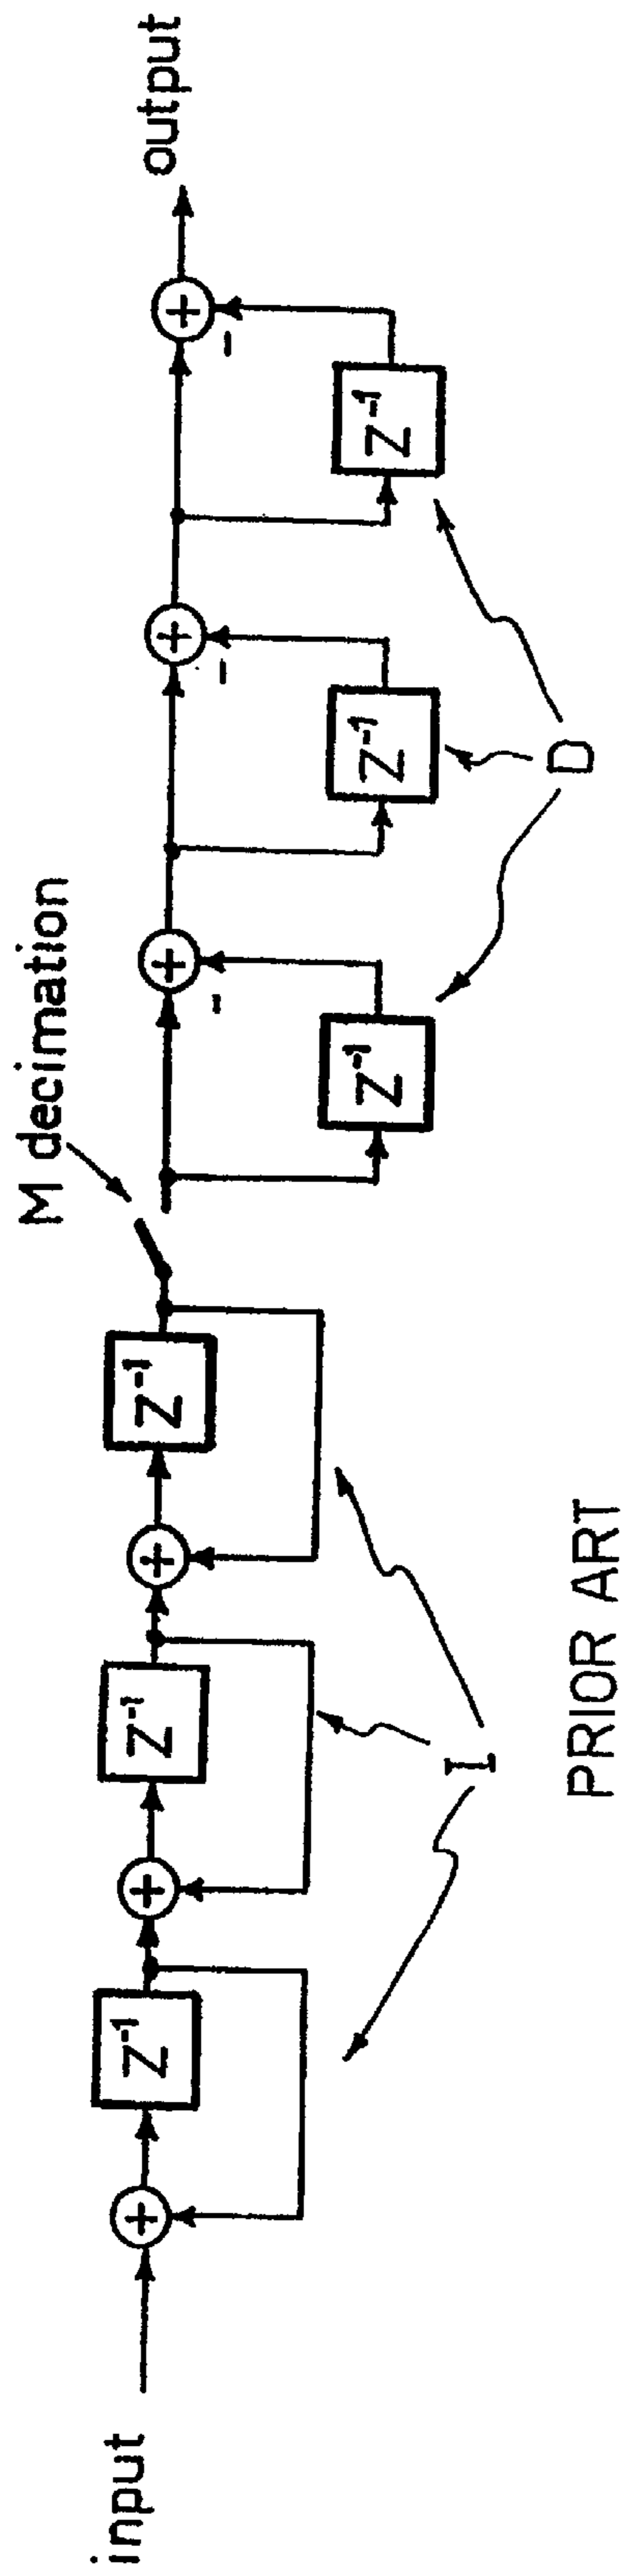 input
+
Z⁻¹
+
Z⁻¹
+
Z⁻¹
I
M decimation
Z⁻¹
+
-
Z⁻¹
+
-
Z⁻¹
+
-
D
output
PRIOR ART